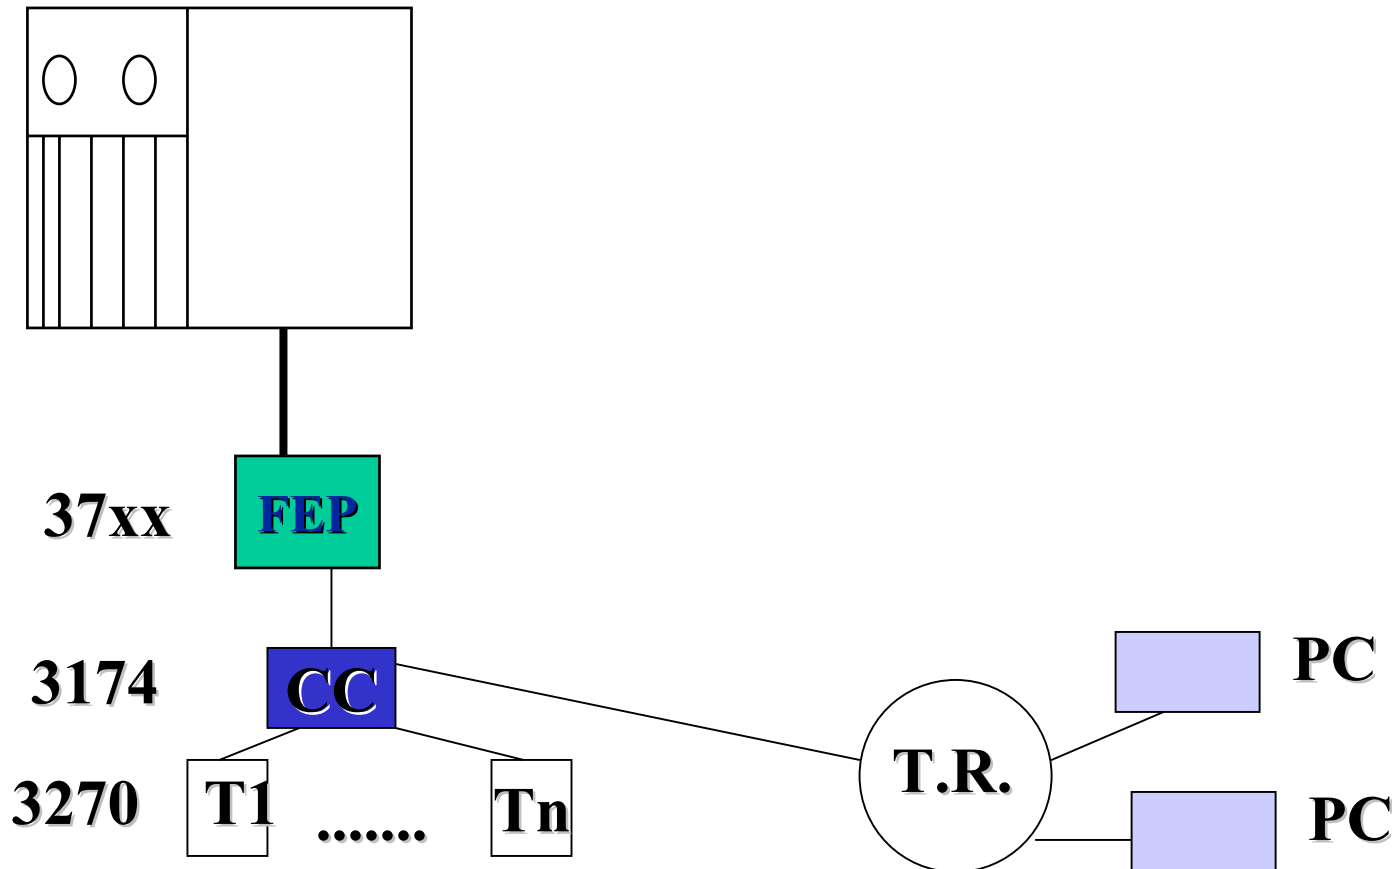 37xx
FEP
3174
CC
PC
T.R.
3270
T1
.......
Tn
PC